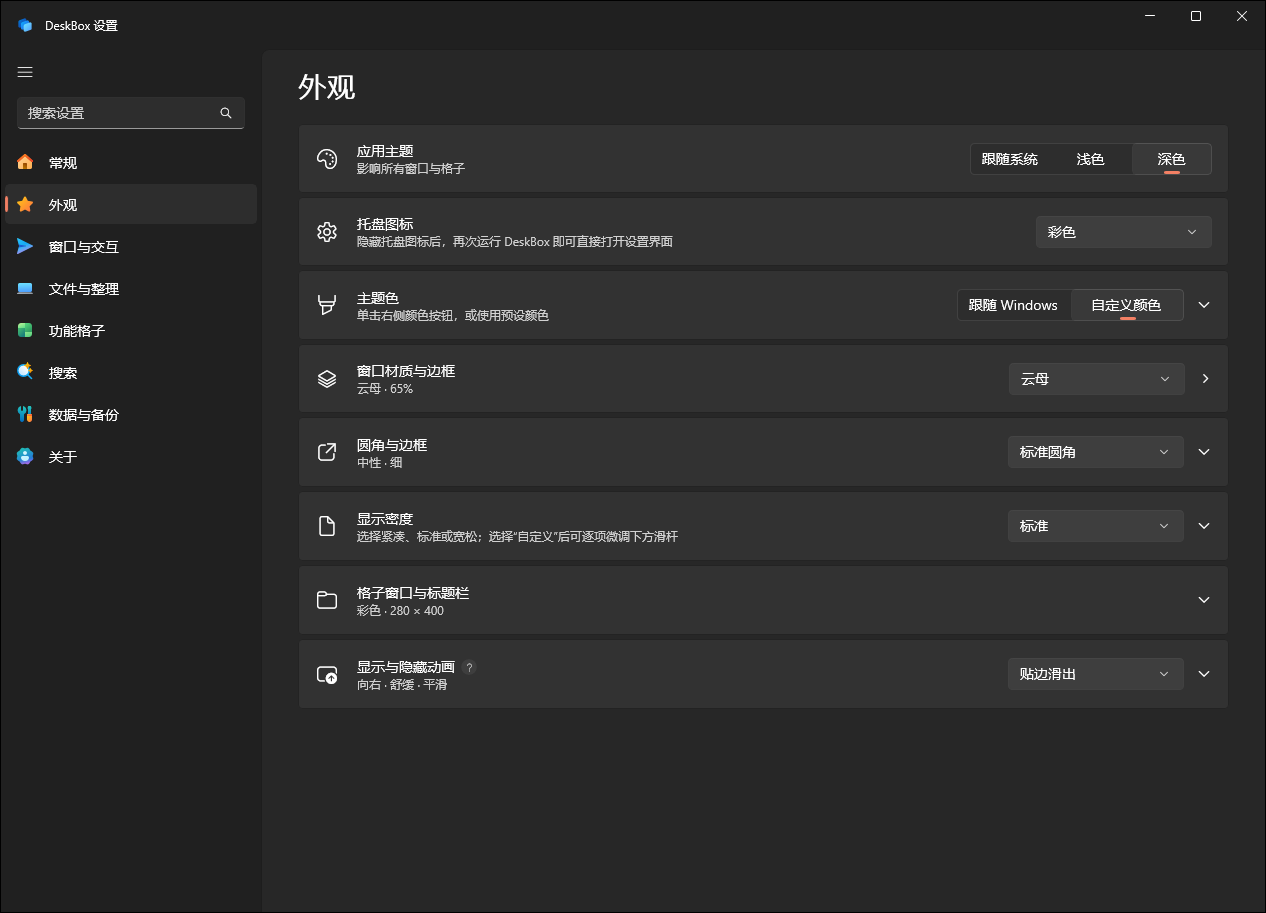 DeskBox 设置
搜索设置
常规
外观
窗口与交互
文件与整理
功能格子
搜索
数据与备份
关于
外观
应用主题
影响所有窗口与格子
跟随系统 浅色 深色
托盘图标
隐藏托盘图标后，再次运行 DeskBox 即可直接打开设置界面
彩色
主题色
单击右侧颜色按钮，或使用预设颜色
跟随 Windows 自定义颜色
窗口材质与边框
云母 · 65%
云母
圆角与边框
中性 · 细
标准圆角
显示密度
选择紧凑、标准或宽松；选择“自定义”后可逐项微调下方滑杆
标准
格子窗口与标题栏
彩色 · 280 × 400
显示与隐藏动画 ?
向右 · 舒缓 · 平滑
贴边滑出